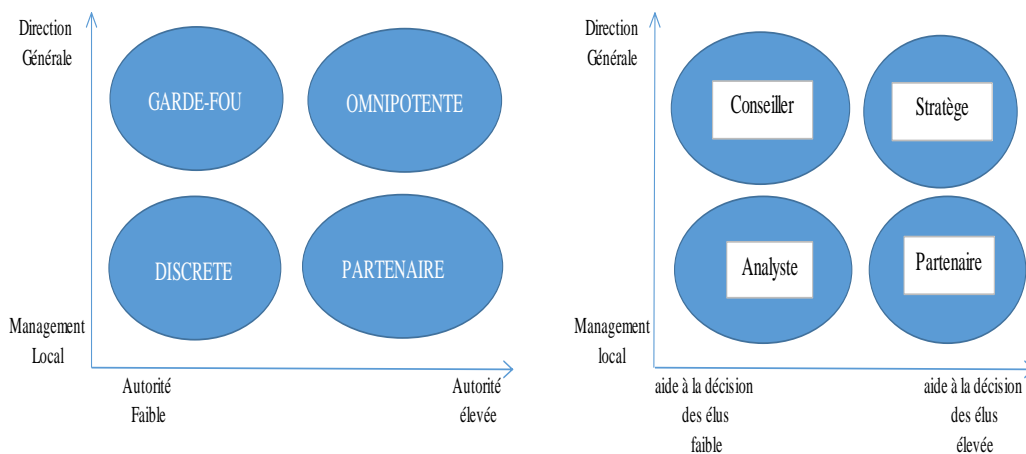 Direction
Générale
GARDE-FOU
OMNIPOTENTE
DISCRETE
PARTENAIRE
Management
Local
Autorité
Faible
Autorité
élevée
Direction
Générale
Conseiller
Stratège
Analyste
Partenaire
Management
local
aide à la décision
des élus
faible
aide à la décision
des élus
élevée